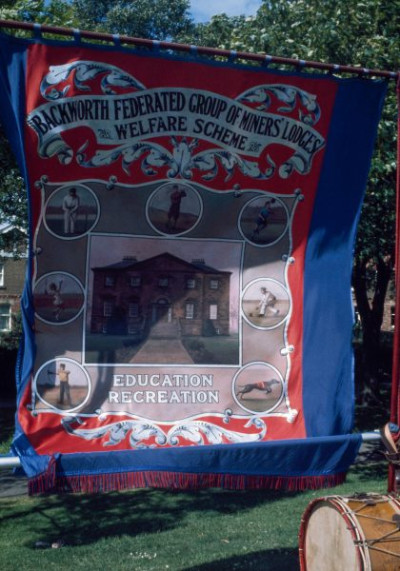 BACKWORTH FEDERATED GROUP OF MINERS' LODGES
WELFARE SCHEME
EDUCATION
RECREATION